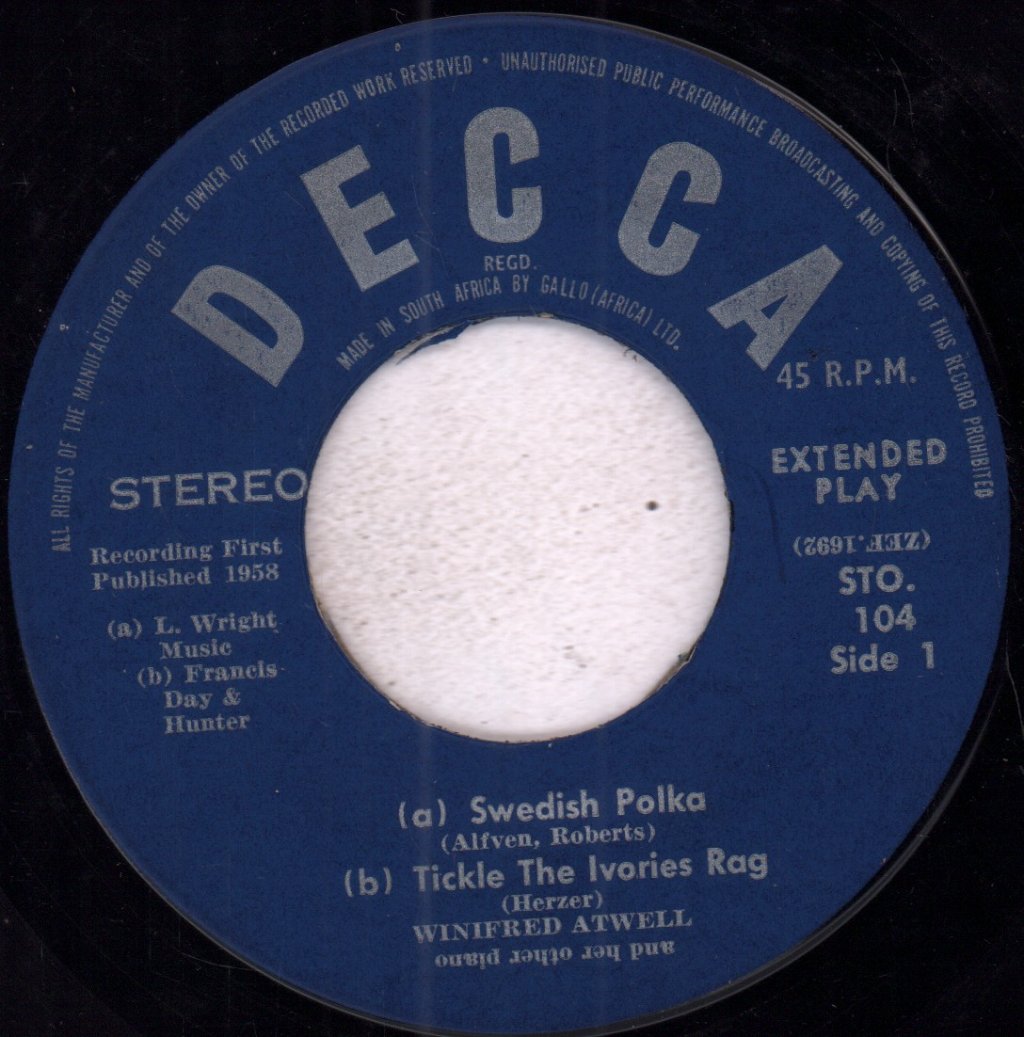 ALL RIGHTS OF THE MANUFACTURER AND OF THE OWNER OF THE RECORDED WORK RESERVED • UNAUTHORISED PUBLIC PERFORMANCE BROADCASTING AND COPYING OF THIS RECORD PROHIBITED
DECCA
REGD.
MADE IN SOUTH AFRICA BY GALLO (AFRICA) LTD.
45 R.P.M.
EXTENDED
PLAY
STEREO
(ZEF.1692)
STO.
104
Side 1
Recording First
Published 1958
(a) L. Wright
Music
(b) Francis
Day &
Hunter
(a) Swedish Polka
(Alfven, Roberts)
(b) Tickle The Ivories Rag
(Herzer)
WINIFRED ATWELL
and her other piano